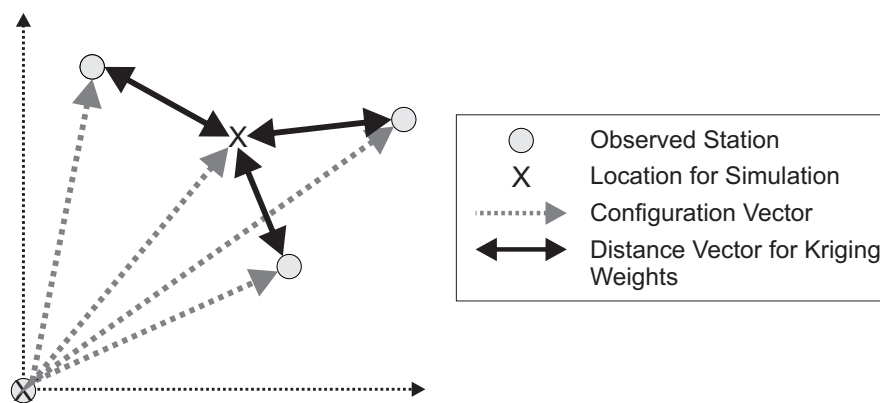 X
X
Observed Station
X
Location for Simulation
Configuration Vector
Distance Vector for Kriging
Weights